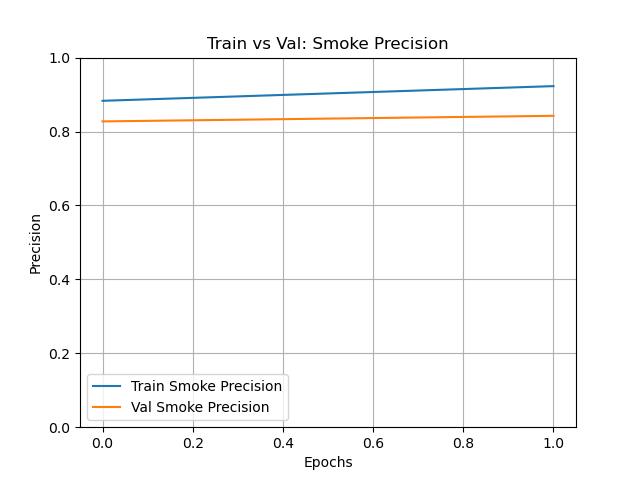 Train vs Val: Smoke Precision
1.0
0.8
0.6
0.4
0.2
0.0
Precision
Train Smoke Precision
Val Smoke Precision
0.0 0.2 0.4 0.6 0.8 1.0
Epochs